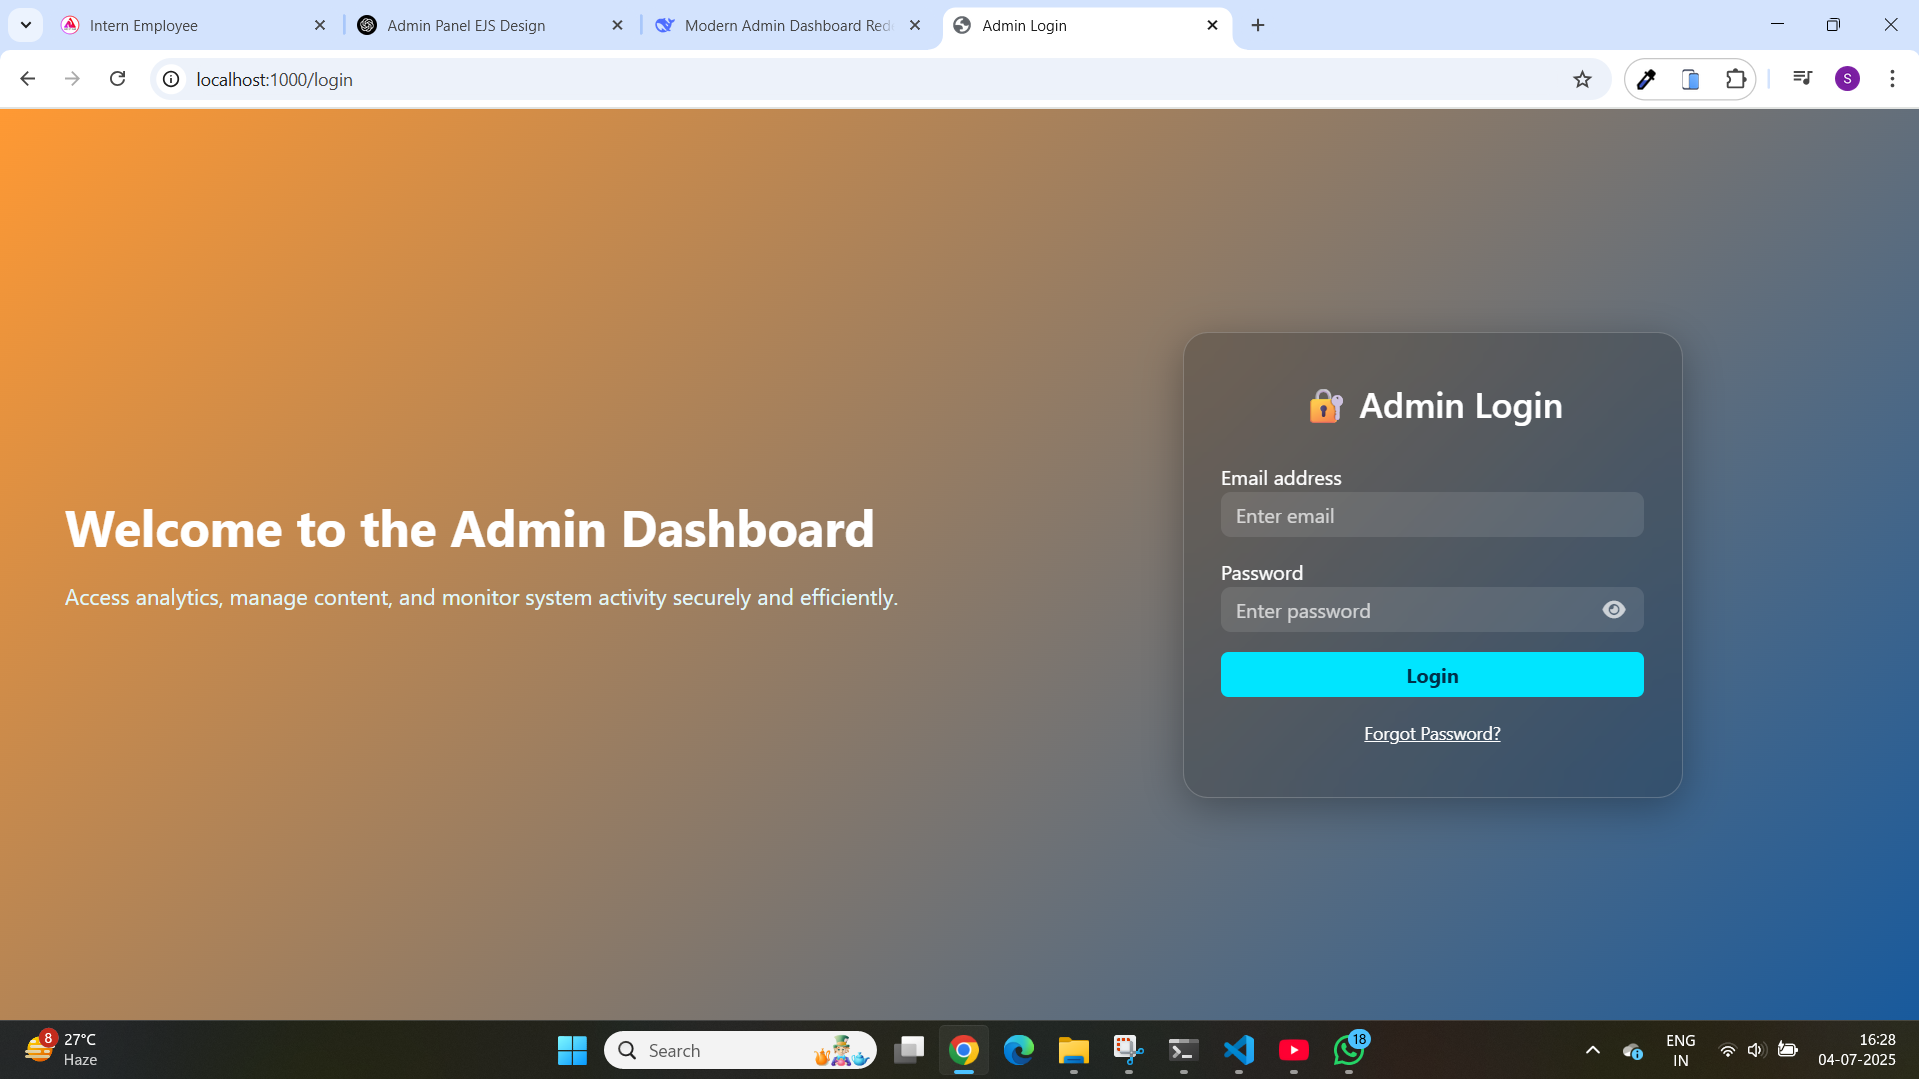 Intern Employee
Admin Panel EJS Design
Modern Admin Dashboard Red
Admin Login
localhost:1000/login
S
Admin Login
Email address
Enter email
Welcome to the Admin Dashboard
Password
Access analytics, manage content, and monitor system activity securely and efficiently.
Enter password
Login
Forgot Password?
8
27°C
Haze
Search
18
ENG
IN
16:28
04-07-2025